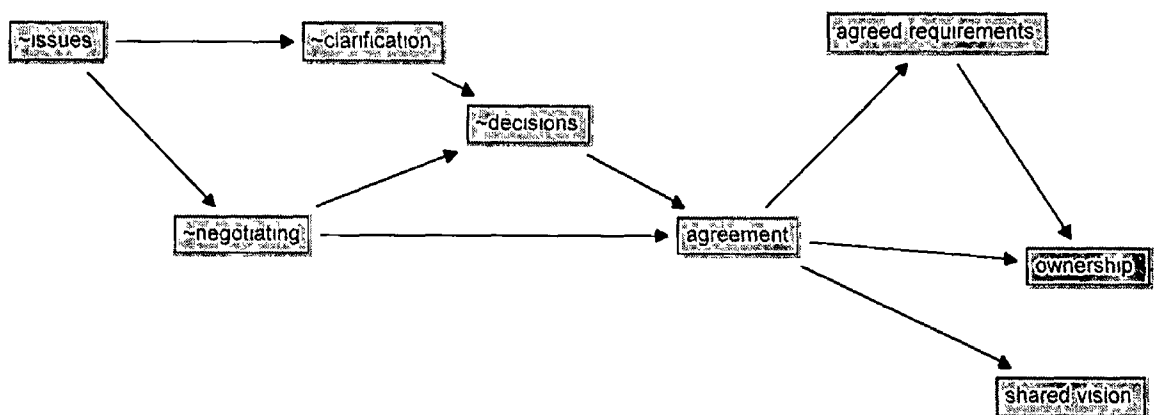 ~issues
~clarification
agreed requirements
~decisions
~negotiating
agreement
ownership
shared vision